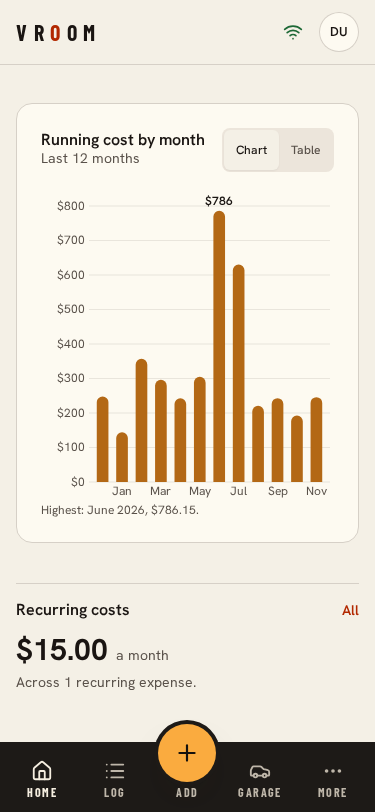 VROOM
DU
Running cost by month
Last 12 months
Chart
Table
$786
$800
$700
$600
$500
$400
$300
$200
$100
$0
Jan Mar May Jul Sep Nov
Highest: June 2026, $786.15.
Recurring costs
All
$15.00 a month
Across 1 recurring expense.
HOME LOG ADD GARAGE MORE